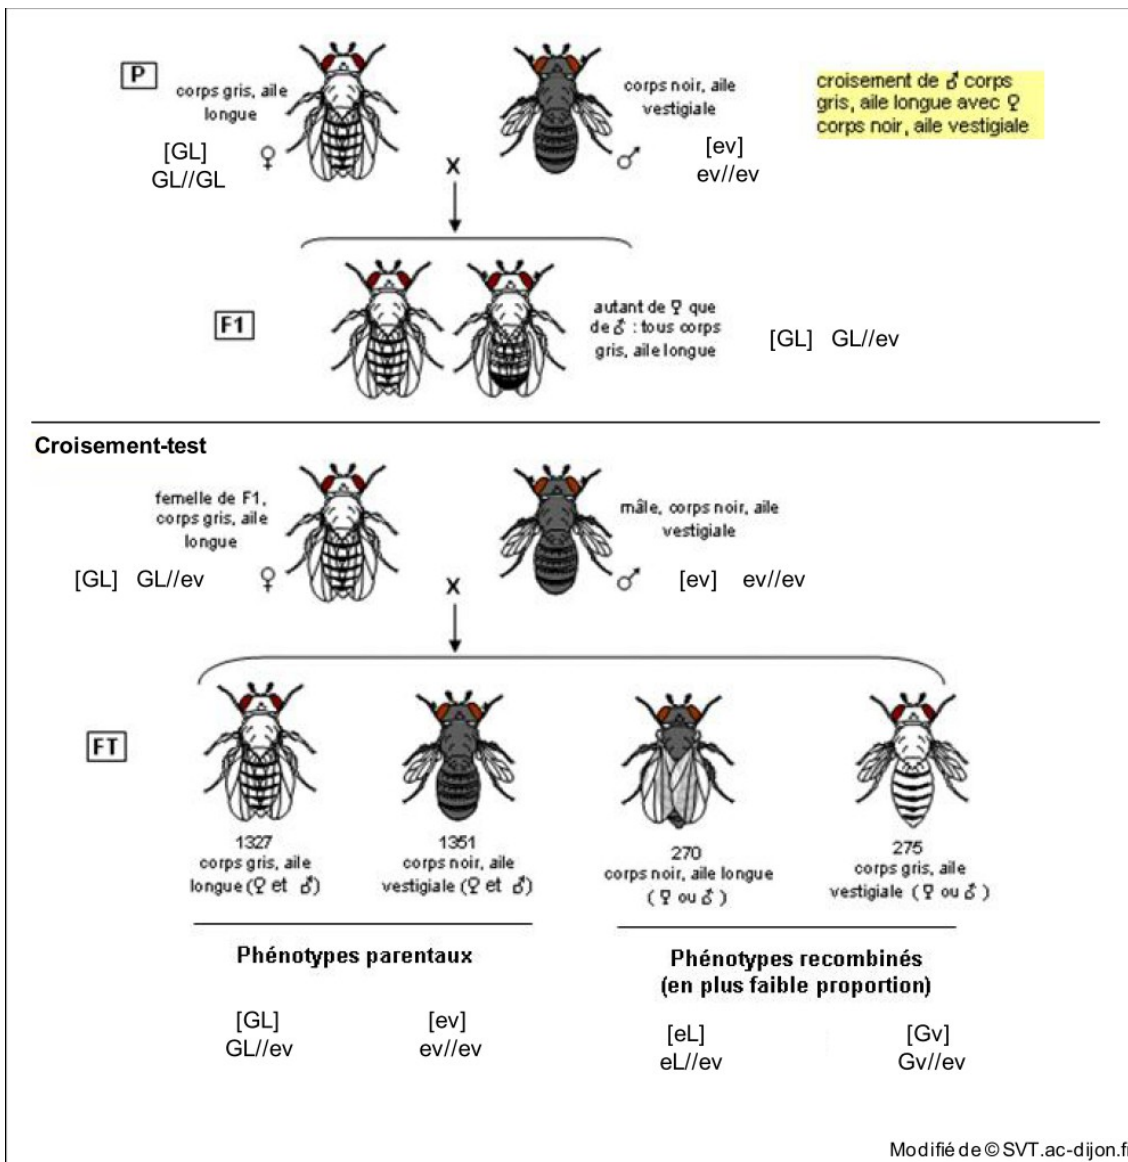 P
corps gris, aile
longue
[GL]
GL//GL
♀
X
corps noir, aile
vestigiale
♂
[ev]
ev//ev
croisement de ♂ corps
gris, aile longue avec ♀
corps noir, aile vestigiale
F1
autant de ♀ que
de ♂ : tous corps
gris, aile longue
[GL] GL//ev
Croisement-test
femelle de F1,
corps gris, aile
longue
[GL] GL//ev
♀
X
mâle, corps noir, aile
vestigiale
♂
[ev] ev//ev
FT
1327
corps gris, aile
longue (♀ et ♂)
1351
corps noir, aile
vestigiale (♀ et ♂)
270
corps noir, aile longue
( ♀ ou ♂ )
275
corps gris, aile
vestigiale ( ♀ ou ♂ )
Phénotypes parentaux
Phénotypes recombinés
(en plus faible proportion)
[GL]
GL//ev
[ev]
ev//ev
[eL]
eL//ev
[Gv]
Gv//ev
Modifié de © SVT.ac-dijon.fr